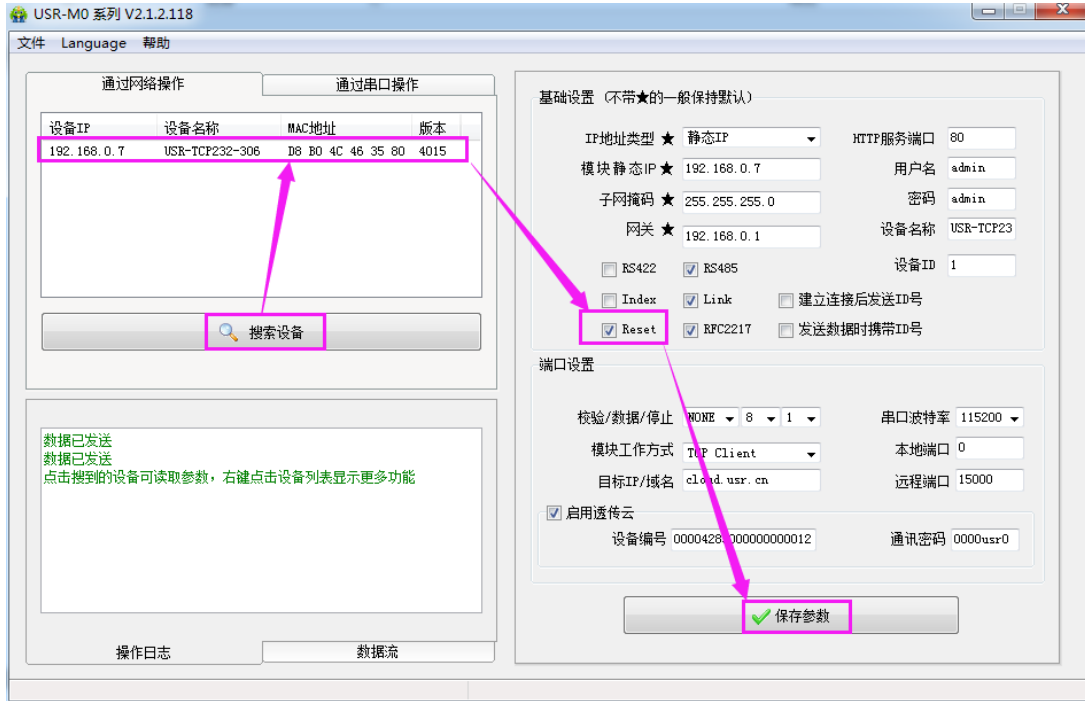 USR-M0 系列 V2.1.2.118
文件 Language 帮助
通过网络操作 通过串口操作
设备IP 设备名称 MAC地址 版本
192.168.0.7 USR-TCP232-306 D8 B0 4C 46 35 80 4015
搜索设备
数据已发送
数据已发送
点击搜到的设备可读取参数，右键点击设备列表显示更多功能
操作日志 数据流
基础设置（不带★的一般保持默认）
IP地址类型 ★ 静态IP HTTP服务端口 80
模块静态IP★ 192.168.0.7 用户名 admin
子网掩码 ★ 255.255.255.0 密码 admin
网关 ★ 192.168.0.1 设备名称 USR-TCP23
RS422 RS485 设备ID 1
Index Link 建立连接后发送ID号
Reset RFC2217 发送数据时携带ID号
端口设置
校验/数据/停止 NONE 8 1 串口波特率 115200
模块工作方式 TCP Client 本地端口 0
目标IP/域名 cloud.usr.cn 远程端口 15000
启用透传云
设备编号 通讯密码 0000usr0
保存参数